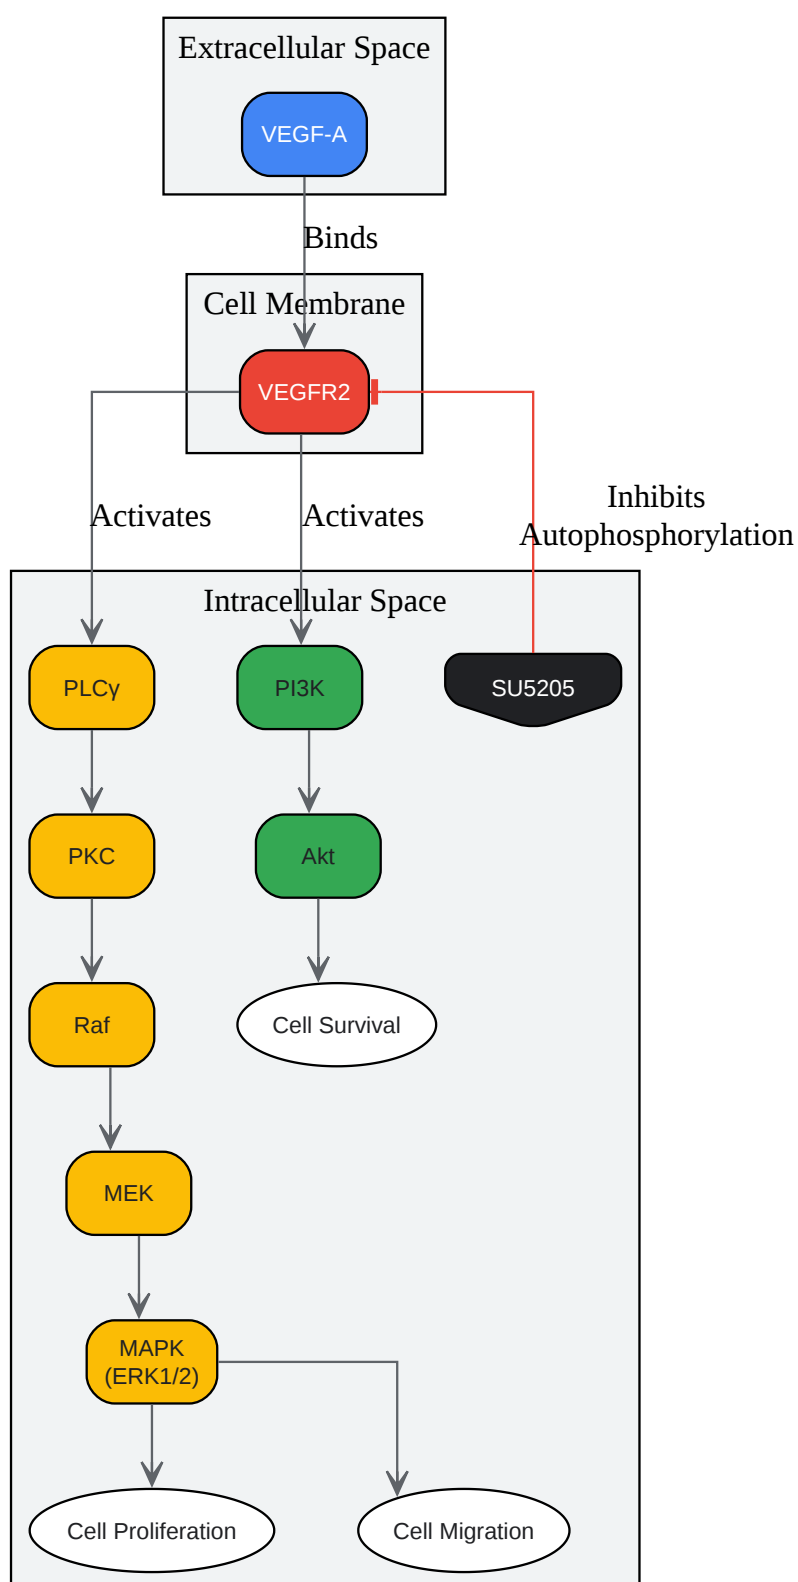 Extracellular Space
VEGF-A
Binds
Cell Membrane
VEGFR2
Activates
Activates
Inhibits
Autophosphorylation
Intracellular Space
PLCγ
PI3K
SU5205
PKC
Akt
Raf
Cell Survival
MEK
MAPK
(ERK1/2)
Cell Proliferation
Cell Migration